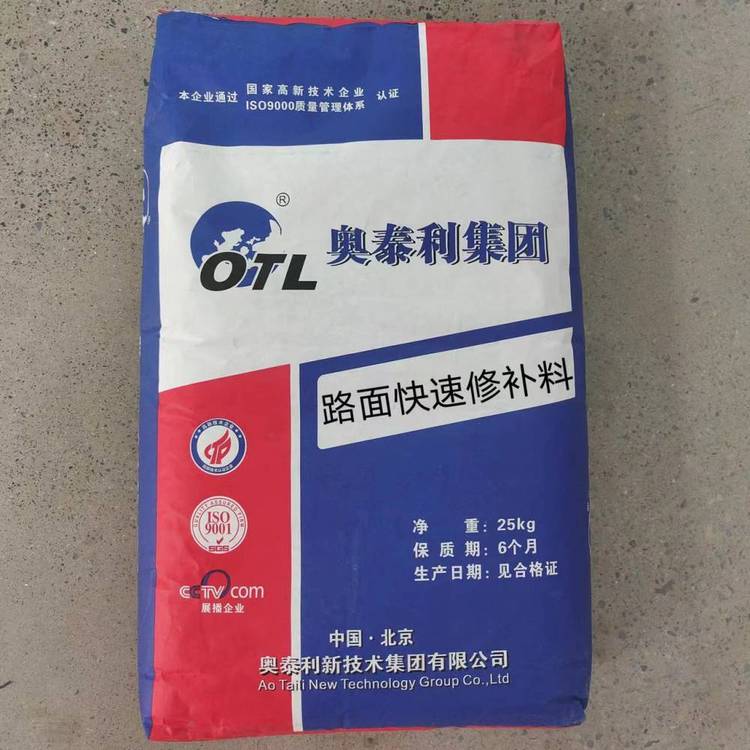 本企业通过 国家高新技术企业 认证
ISO9000质量管理体系
®
OTL 奥泰利集团
路面快速修补料
ISO
9001
SGS
CCTV.com
展播企业
净 重: 25kg
保 质 期: 6个月
生产日期: 见合格证
中国·北京
奥泰利新技术集团有限公司
Ao Taili New Technology Group Co.,Ltd